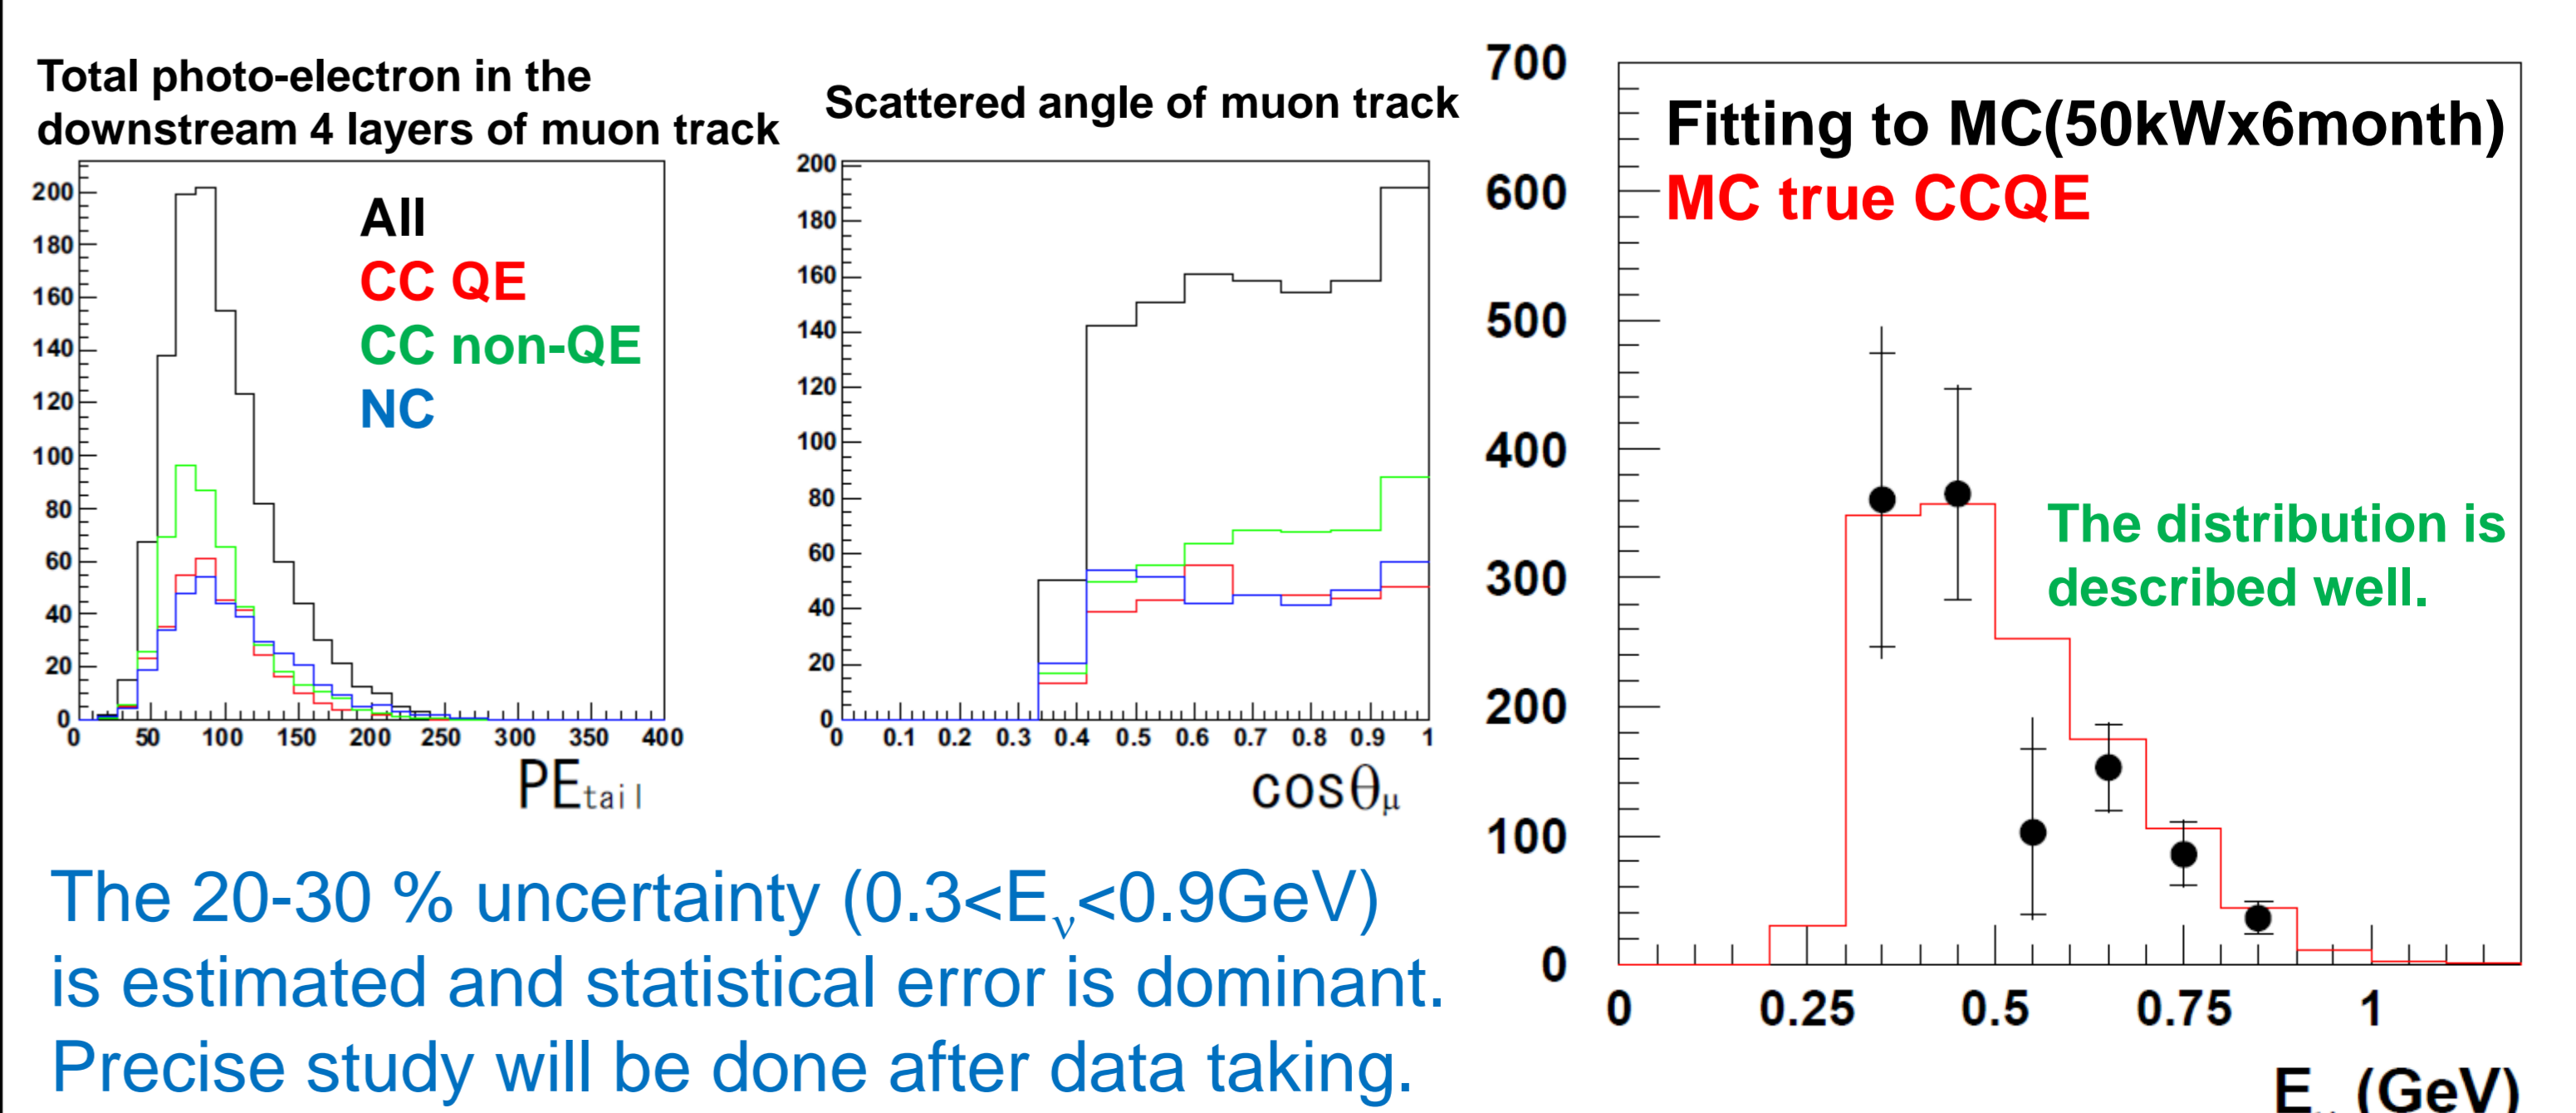 Total photo-electron in the
downstream 4 layers of muon track
200
180
160
140
120
100
80
60
40
20
0
0 50 100 150 200 250 300 350 400
All
CC QE
CC non-QE
NC
PEtail
Scattered angle of muon track
200
180
160
140
120
100
80
60
40
20
0
0 0.1 0.2 0.3 0.4 0.5 0.6 0.7 0.8 0.9 1
cosθμ
700
600
500
400
300
200
100
0
Fitting to MC(50kWx6month)
MC true CCQE
The distribution is
described well.
0 0.25 0.5 0.75 1
E (GeV)
The 20-30 % uncertainty (0.3<Eν<0.9GeV)
is estimated and statistical error is dominant.
Precise study will be done after data taking.